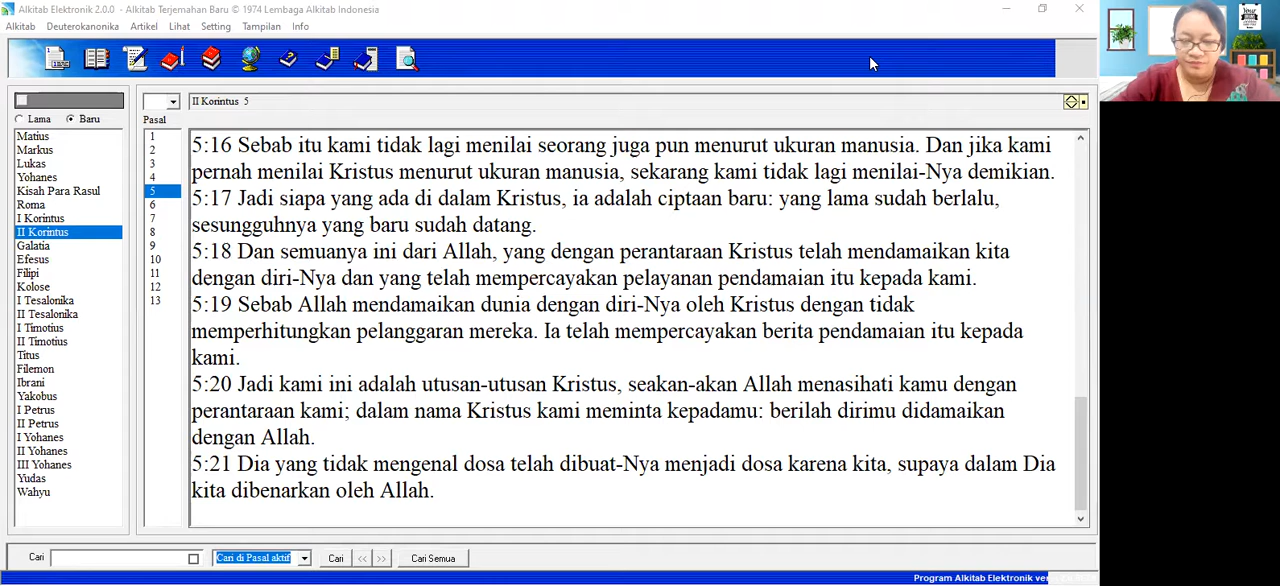 Alkitab Elektronik 2.0.0 - Alkitab Terjemahan Baru © 1974 Lembaga Alkitab Indonesia
Alkitab Deuterokanonika Artikel Lihat Setting Tampilan Info
Lama Baru
Matius
Markus
Lukas
Yohanes
Kisah Para Rasul
Roma
I Korintus
II Korintus
Galatia
Efesus
Filipi
Kolose
I Tesalonika
II Tesalonika
I Timotius
II Timotius
Titus
Filemon
Ibrani
Yakobus
I Petrus
II Petrus
I Yohanes
II Yohanes
III Yohanes
Yudas
Wahyu
Pasal
1
2
3
4
5
6
7
8
9
10
11
12
13
II Korintus 5
5:16 Sebab itu kami tidak lagi menilai seorang juga pun menurut ukuran manusia. Dan jika kami
pernah menilai Kristus menurut ukuran manusia, sekarang kami tidak lagi menilai-Nya demikian.
5:17 Jadi siapa yang ada di dalam Kristus, ia adalah ciptaan baru: yang lama sudah berlalu,
sesungguhnya yang baru sudah datang.
5:18 Dan semuanya ini dari Allah, yang dengan perantaraan Kristus telah mendamaikan kita
dengan diri-Nya dan yang telah mempercayakan pelayanan pendamaian itu kepada kami.
5:19 Sebab Allah mendamaikan dunia dengan diri-Nya oleh Kristus dengan tidak
memperhitungkan pelanggaran mereka. Ia telah mempercayakan berita pendamaian itu kepada
kami.
5:20 Jadi kami ini adalah utusan-utusan Kristus, seakan-akan Allah menasihati kamu dengan
perantaraan kami; dalam nama Kristus kami meminta kepadamu: berilah dirimu didamaikan
dengan Allah.
5:21 Dia yang tidak mengenal dosa telah dibuat-Nya menjadi dosa karena kita, supaya dalam Dia
kita dibenarkan oleh Allah.
Cari Cari di Pasal aktif Cari << >> Cari Semua
Program Alkitab Elektronik